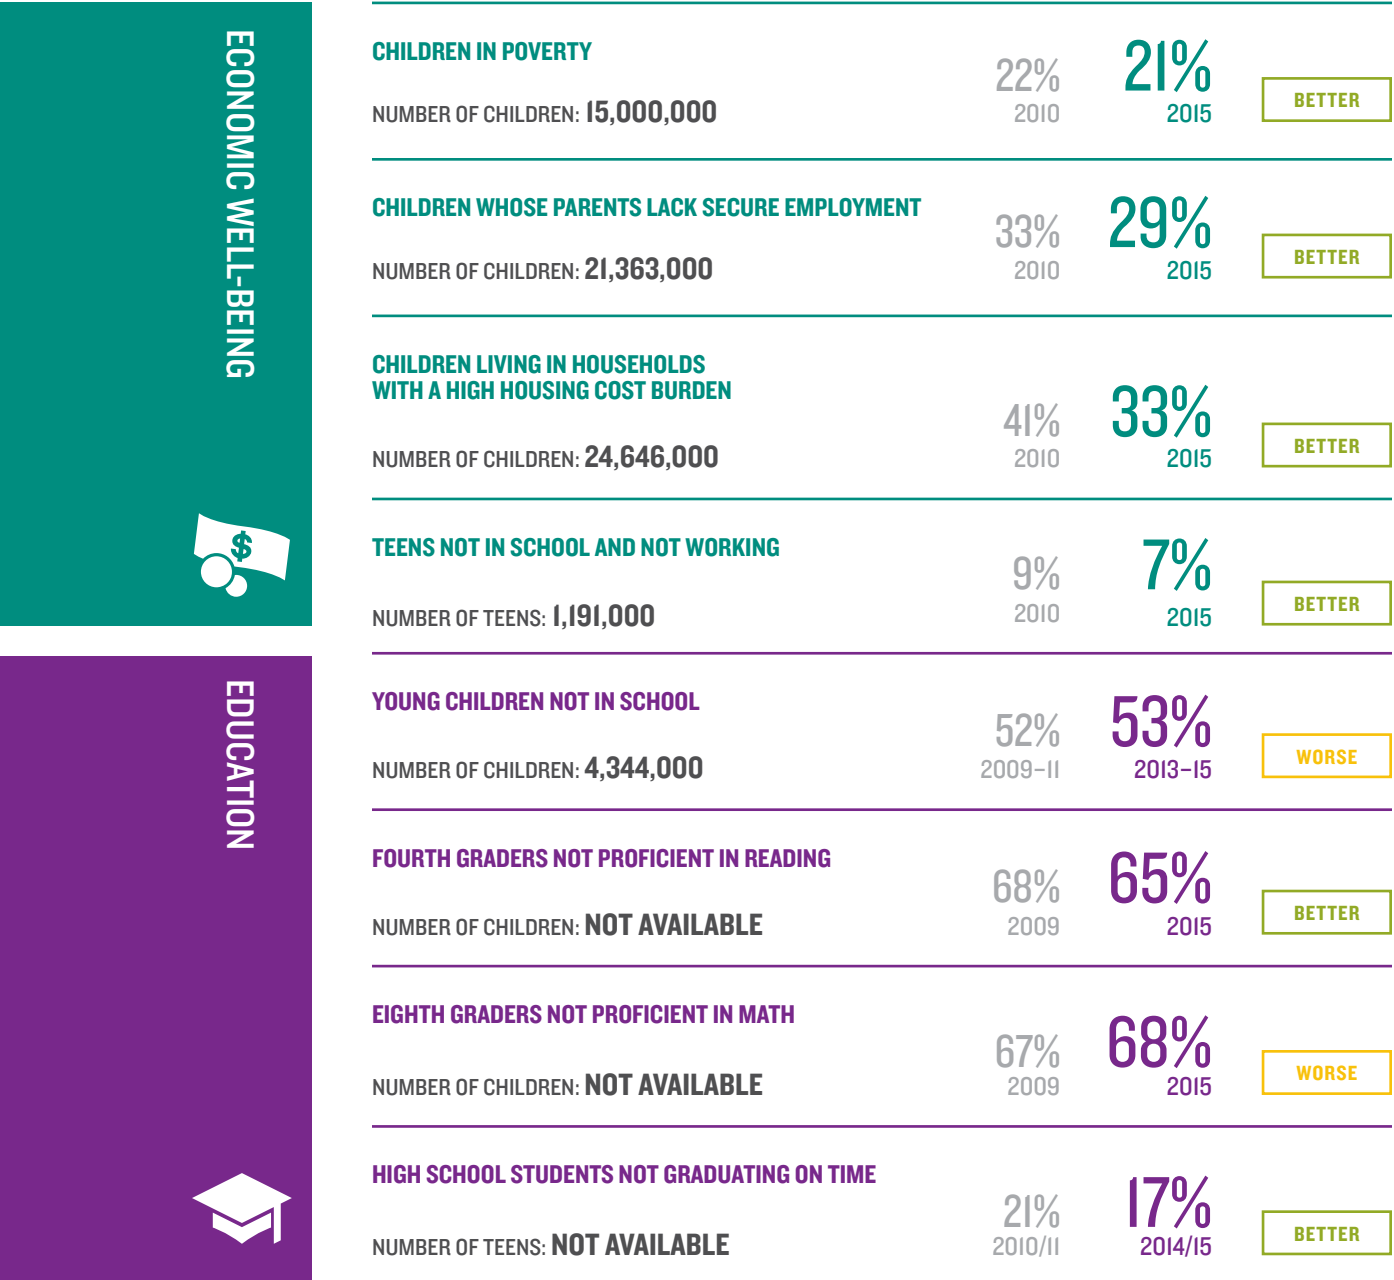 ECONOMIC WELL-BEING
$
CHILDREN IN POVERTY
NUMBER OF CHILDREN: 15,000,000
22%
2010
21%
2015
BETTER
CHILDREN WHOSE PARENTS LACK SECURE EMPLOYMENT
NUMBER OF CHILDREN: 21,363,000
33%
2010
29%
2015
BETTER
CHILDREN LIVING IN HOUSEHOLDS
WITH A HIGH HOUSING COST BURDEN
NUMBER OF CHILDREN: 24,646,000
41%
2010
33%
2015
BETTER
TEENS NOT IN SCHOOL AND NOT WORKING
NUMBER OF TEENS: 1,191,000
9%
2010
7%
2015
BETTER
EDUCATION
YOUNG CHILDREN NOT IN SCHOOL
NUMBER OF CHILDREN: 4,344,000
52%
2009–11
53%
2013–15
WORSE
FOURTH GRADERS NOT PROFICIENT IN READING
NUMBER OF CHILDREN: NOT AVAILABLE
68%
2009
65%
2015
BETTER
EIGHTH GRADERS NOT PROFICIENT IN MATH
NUMBER OF CHILDREN: NOT AVAILABLE
67%
2009
68%
2015
WORSE
HIGH SCHOOL STUDENTS NOT GRADUATING ON TIME
NUMBER OF TEENS: NOT AVAILABLE
21%
2010/11
17%
2014/15
BETTER